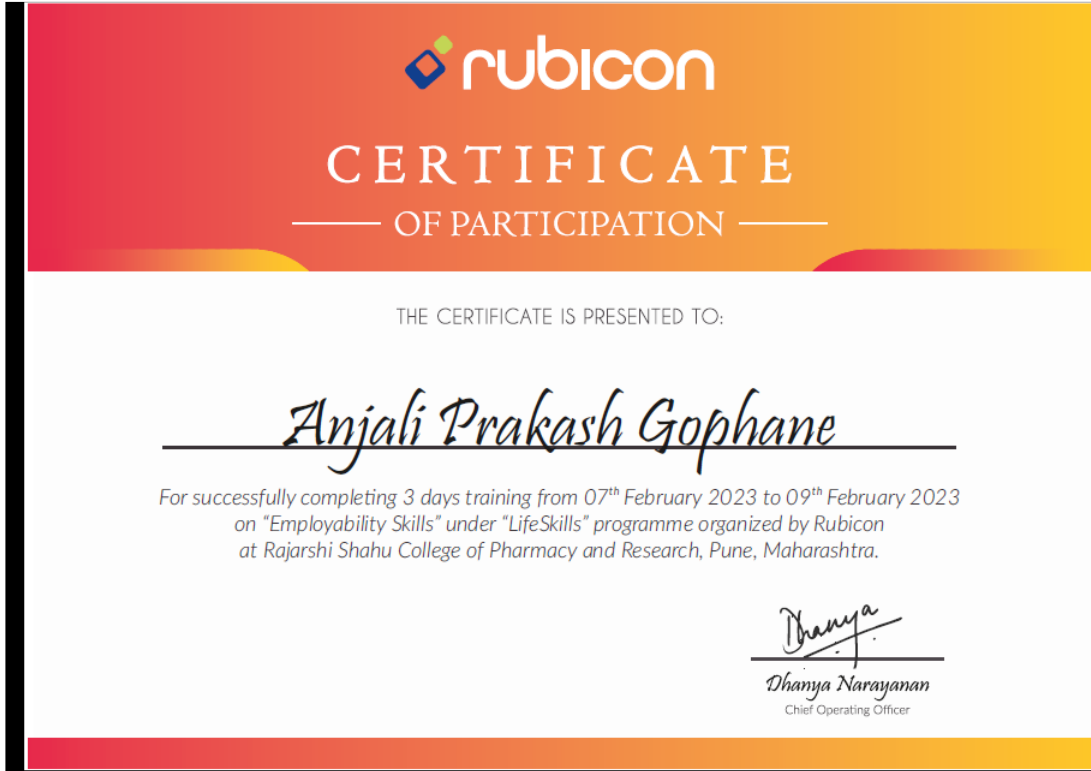 rubicon
CERTIFICATE
OF PARTICIPATION
THE CERTIFICATE IS PRESENTED TO:
Anjali Prakash Gophane
For successfully completing 3 days training from 07th February 2023 to 09th February 2023
on “Employability Skills” under “LifeSkills” programme organized by Rubicon
at Rajarshi Shahu College of Pharmacy and Research, Pune, Maharashtra.
Dhanya
Dhanya Narayanan
Chief Operating Officer